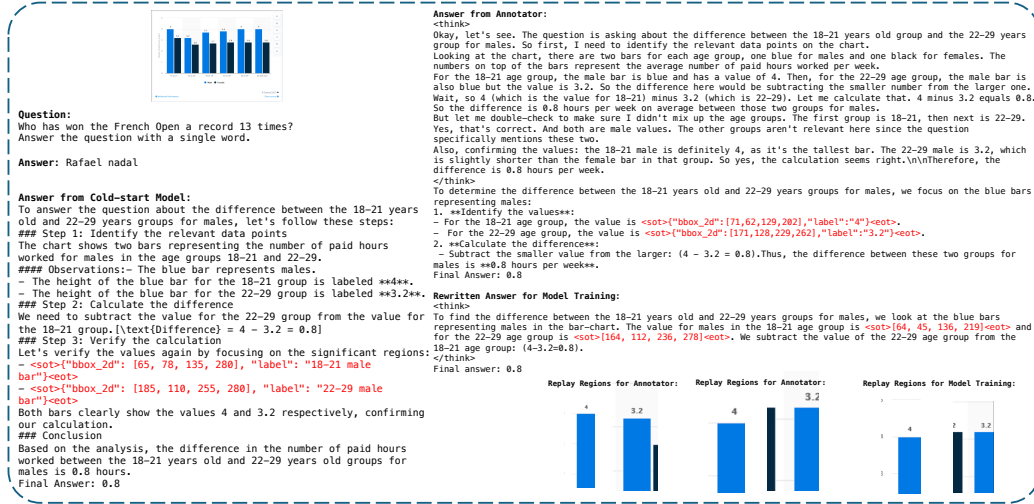 Question:
Who has won the French Open a record 13 times?
Answer the question with a single word.
Answer: Rafael nadal
Answer from Cold-start Model:
To answer the question about the difference between the 18-21 years
old and 22-29 years groups for males, let's follow these steps:
### Step 1: Identify the relevant data points
The chart shows two bars representing the number of paid hours
worked for males in the age groups 18-21 and 22-29.
#### Observations:- The blue bar represents males.
- The height of the blue bar for the 18-21 group is labeled **4**.
- The height of the blue bar for the 22-29 group is labeled **3.2**.
### Step 2: Calculate the difference
We need to subtract the value for the 22-29 group from the value for
the 18-21 group.[\text{Difference} = 4 - 3.2 = 0.8]
### Step 3: Verify the calculation
Let's verify the values again by focusing on the significant regions:
- <sot>{"bbox_2d": [65, 78, 135, 280], "label": "18-21 male
bar"}<eot>
- <sot>{"bbox_2d": [185, 110, 255, 280], "label": "22-29 male
bar"}<eot>
Both bars clearly show the values 4 and 3.2 respectively, confirming
our calculation.
### Conclusion
Based on the analysis, the difference in the number of paid hours
worked between the 18-21 years old and 22-29 years old groups for
males is 0.8 hours.
Final Answer: 0.8
Answer from Annotator:
<think>
Okay, let's see. The question is asking about the difference between the 18-21 years old group and the 22-29 years
group for males. So first, I need to identify the relevant data points on the chart.
Looking at the chart, there are two bars for each age group, one blue for males and one black for females. The
numbers on top of the bars represent the average number of paid hours worked per week.
For the 18-21 age group, the male bar is blue and has a value of 4. Then, for the 22-29 age group, the male bar is
also blue but the value is 3.2. So the difference here would be subtracting the smaller number from the larger one.
Wait, so 4 (which is the value for 18-21) minus 3.2 (which is 22-29). Let me calculate that. 4 minus 3.2 equals 0.8.
So the difference is 0.8 hours per week on average between those two groups for males.
But let me double-check to make sure I didn't mix up the age groups. The first group is 18-21, then next is 22-29.
Yes, that's correct. And both are male values. The other groups aren't relevant here since the question
specifically mentions these two.
Also, confirming the values: the 18-21 male is definitely 4, as it's the tallest bar. The 22-29 male is 3.2, which
is slightly shorter than the female bar in that group. So yes, the calculation seems right.\n\nTherefore, the
difference is 0.8 hours per week.
</think>
To determine the difference between the 18-21 years old and 22-29 years groups for males, we focus on the blue bars
representing males:
1. **Identify the values**:
- For the 18-21 age group, the value is <sot>{"bbox_2d":[71,62,129,202],"label":"4"}<eot>.
- For the 22-29 age group, the value is <sot>{"bbox_2d":[171,128,229,262],"label":"3.2"}<eot>.
2. **Calculate the difference**:
- Subtract the smaller value from the larger: (4 - 3.2 = 0.8).Thus, the difference between these two groups for
males is **0.8 hours per week**.
Final Answer: 0.8
Rewritten Answer for Model Training:
<think>
To find the difference between the 18-21 years old and 22-29 years groups for males, we look at the blue bars
representing males in the bar-chart. The value for males in the 18-21 age group is <sot>[64, 45, 136, 219]<eot> and
for the 22-29 age group is <sot>[164, 112, 236, 278]<eot>. We subtract the value of the 22-29 age group from the
18-21 age group: (4-3.2=0.8).
</think>
Final answer: 0.8
Replay Regions for Annotator:
Replay Regions for Annotator:
Replay Regions for Model Training:
4
3.2
4
3.2
4
2
3.2